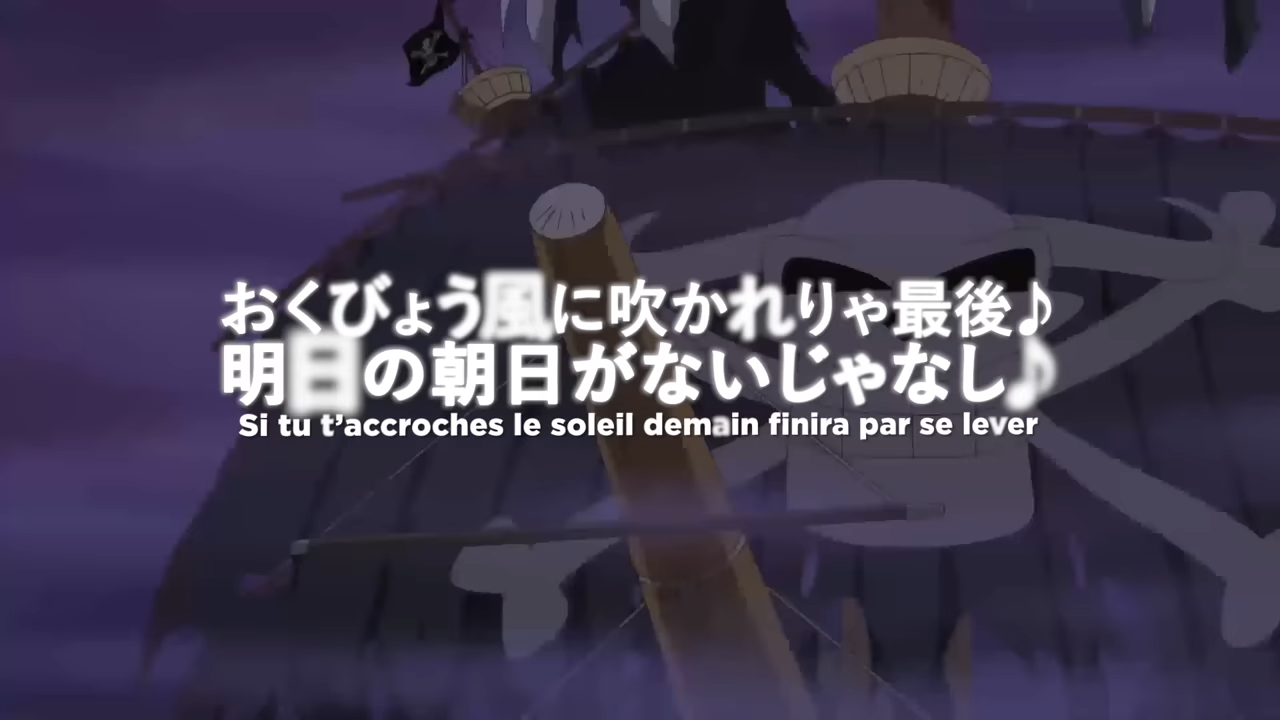 おくびょう風に吹かれりゃ最後♪
明日の朝日がないじゃなし♪
Si tu t’accroches le soleil demain finira par se lever